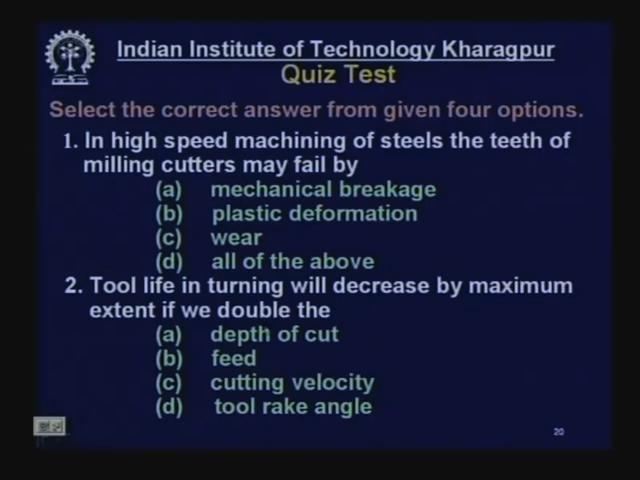 Indian Institute of Technology Kharagpur
Quiz Test
Select the correct answer from given four options.
1. In high speed machining of steels the teeth of
milling cutters may fail by
(a) mechanical breakage
(b) plastic deformation
(c) wear
(d) all of the above
2. Tool life in turning will decrease by maximum
extent if we double the
(a) depth of cut
(b) feed
(c) cutting velocity
(d) tool rake angle
20